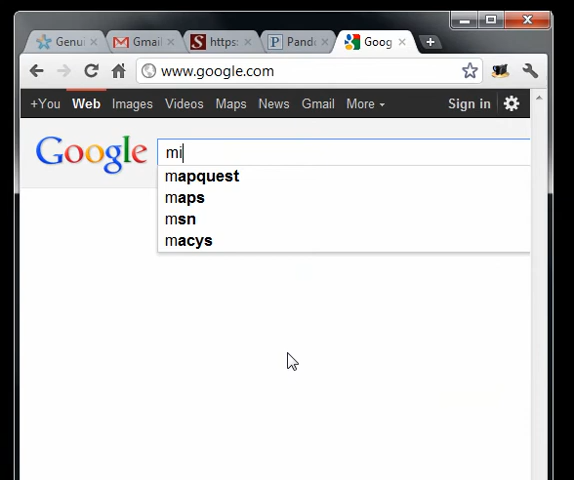 Genui Gmail https: Pando Goog
www.google.com
+You Web Images Videos Maps News Gmail More Sign in
Google mi
mapquest
maps
msn
macys